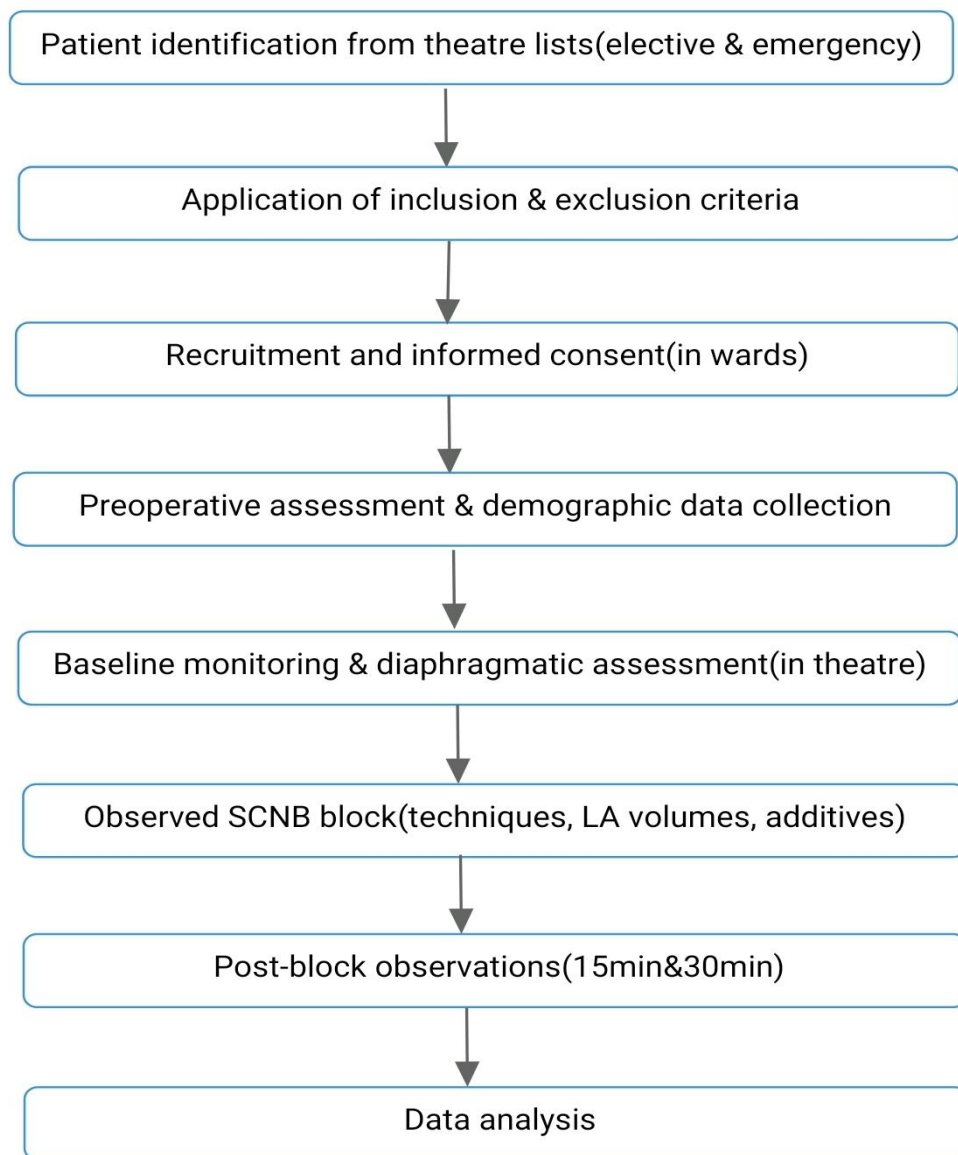 Patient identification from theatre lists(elective & emergency)
Application of inclusion & exclusion criteria
Recruitment and informed consent(in wards)
Preoperative assessment & demographic data collection
Baseline monitoring & diaphragmatic assessment(in theatre)
Observed SCNB block(techniques, LA volumes, additives)
Post-block observations(15min&30min)
Data analysis